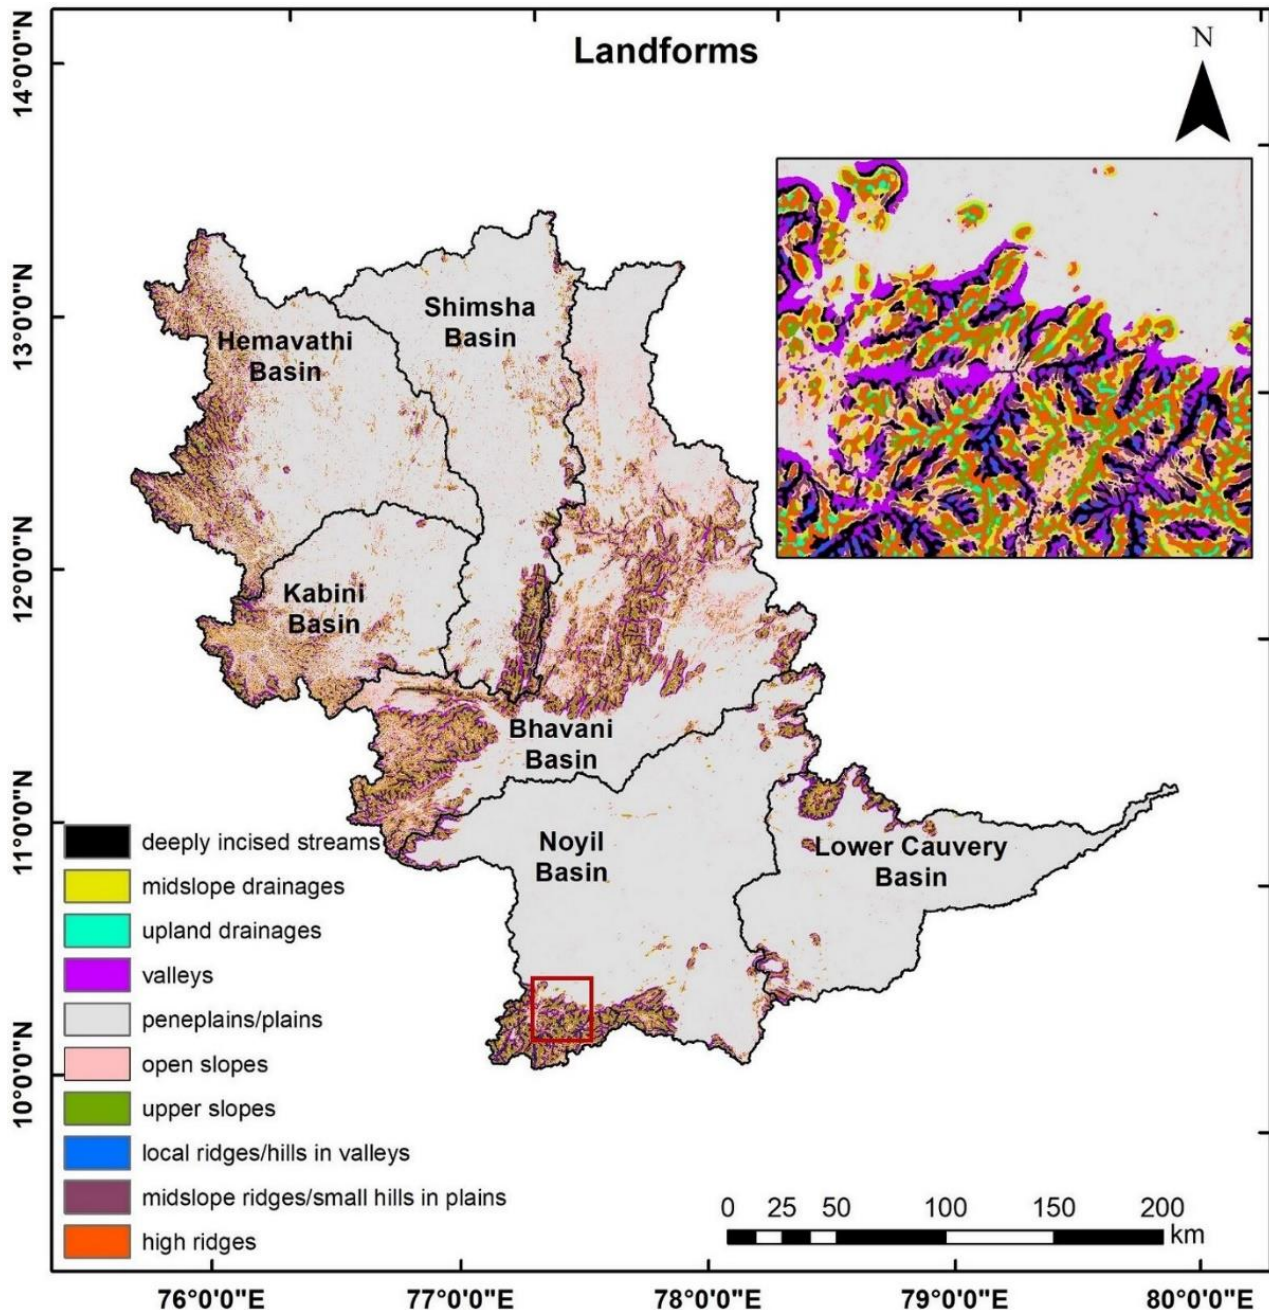 Landforms
N
14°0'0"N
13°0'0"N
12°0'0"N
11°0'0"N
10°0'0"N
Shimsha
Basin
Hemavathi
Basin
Kabini
Basin
Bhavani
Basin
Noyil
Basin
Lower Cauvery
Basin
deeply incised streams
midslope drainages
upland drainages
valleys
peneplains/plains
open slopes
upper slopes
local ridges/hills in valleys
midslope ridges/small hills in plains
high ridges
0 25 50 100 150 200
km
76°0'0"E 77°0'0"E 78°0'0"E 79°0'0"E 80°0'0"E